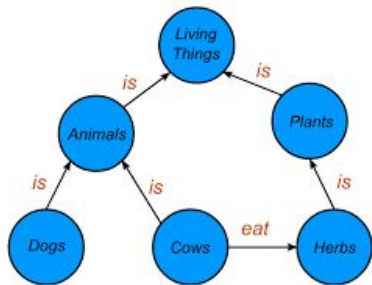 Living
Things
is
is
Animals
Plants
is
is
is
eat
Dogs
Cows
Herbs